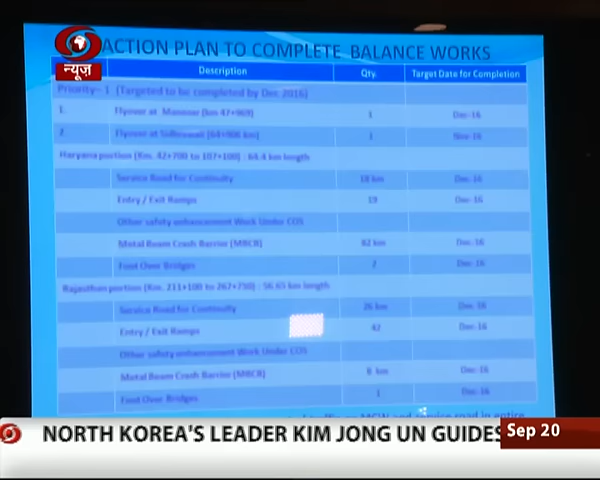 ACTION PLAN TO COMPLETE BALANCE WORKS
न्यूज़
Description Qty. Target Date for Completion
Priority- 1 (Targeted to be completed by Dec 2016)
1. Flyover at (km 47+969) 1 Dec-16
2. Flyover at 1 Nov-16
Haryana portion (Km. 42+700 to 107+100) : 64.4 km length
Service Road for Continuity 18 km Dec-16
Entry / Exit Ramps 19 Dec-16
Other safety enhancement Work Under COS
Metal Beam Crash Barrier (MBCB) 62 km Dec-16
Foot Over Bridges 7 Dec-16
Rajasthan portion (Km. 211+100 to 267+750) : 56.65 km length
Service Road for Continuity 26 km Dec-16
Entry / Exit Ramps 42 Dec-16
Other safety enhancement Work Under COS
Metal Beam Crash Barrier (MBCB) 8 km Dec-16
Foot Over Bridges 1 Dec-16
service road in entire
NORTH KOREA'S LEADER KIM JONG UN GUIDES Sep 20